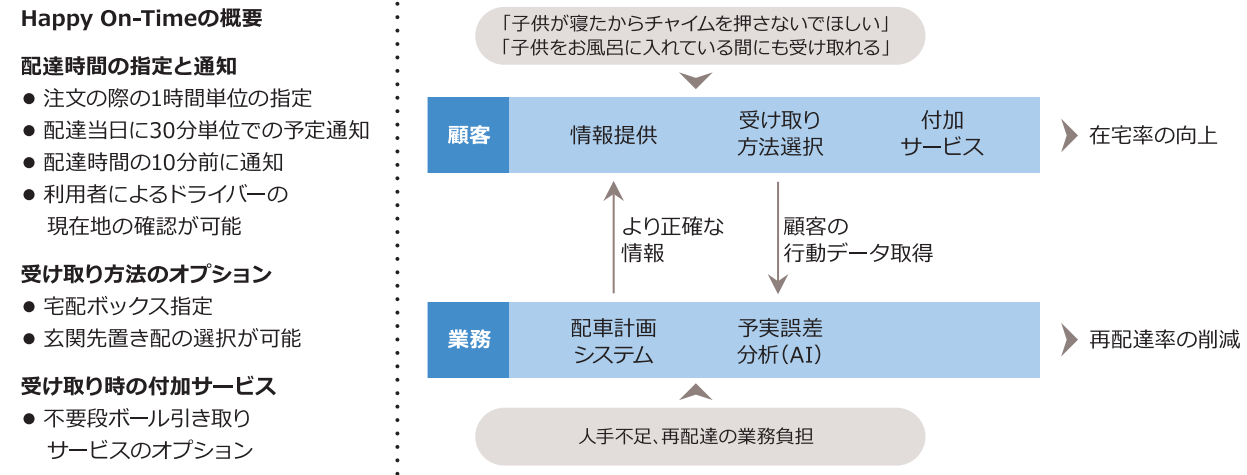 Happy On-Timeの概要
配達時間の指定と通知
● 注文の際の1時間単位の指定
● 配達当日に30分単位での予定通知
● 配達時間の10分前に通知
● 利用者によるドライバーの
現在地の確認が可能
受け取り方法のオプション
● 宅配ボックス指定
● 玄関先置き配の選択が可能
受け取り時の付加サービス
● 不要段ボール引き取り
サービスのオプション
「子供が寝たからチャイムを押さないでほしい」
「子供をお風呂に入れている間にも受け取れる」
顧客
情報提供
受け取り
方法選択
付加
サービス
在宅率の向上
より正確な
情報
顧客の
行動データ取得
業務
配車計画
システム
予実誤差
分析(AI)
再配達率の削減
人手不足、再配達の業務負担